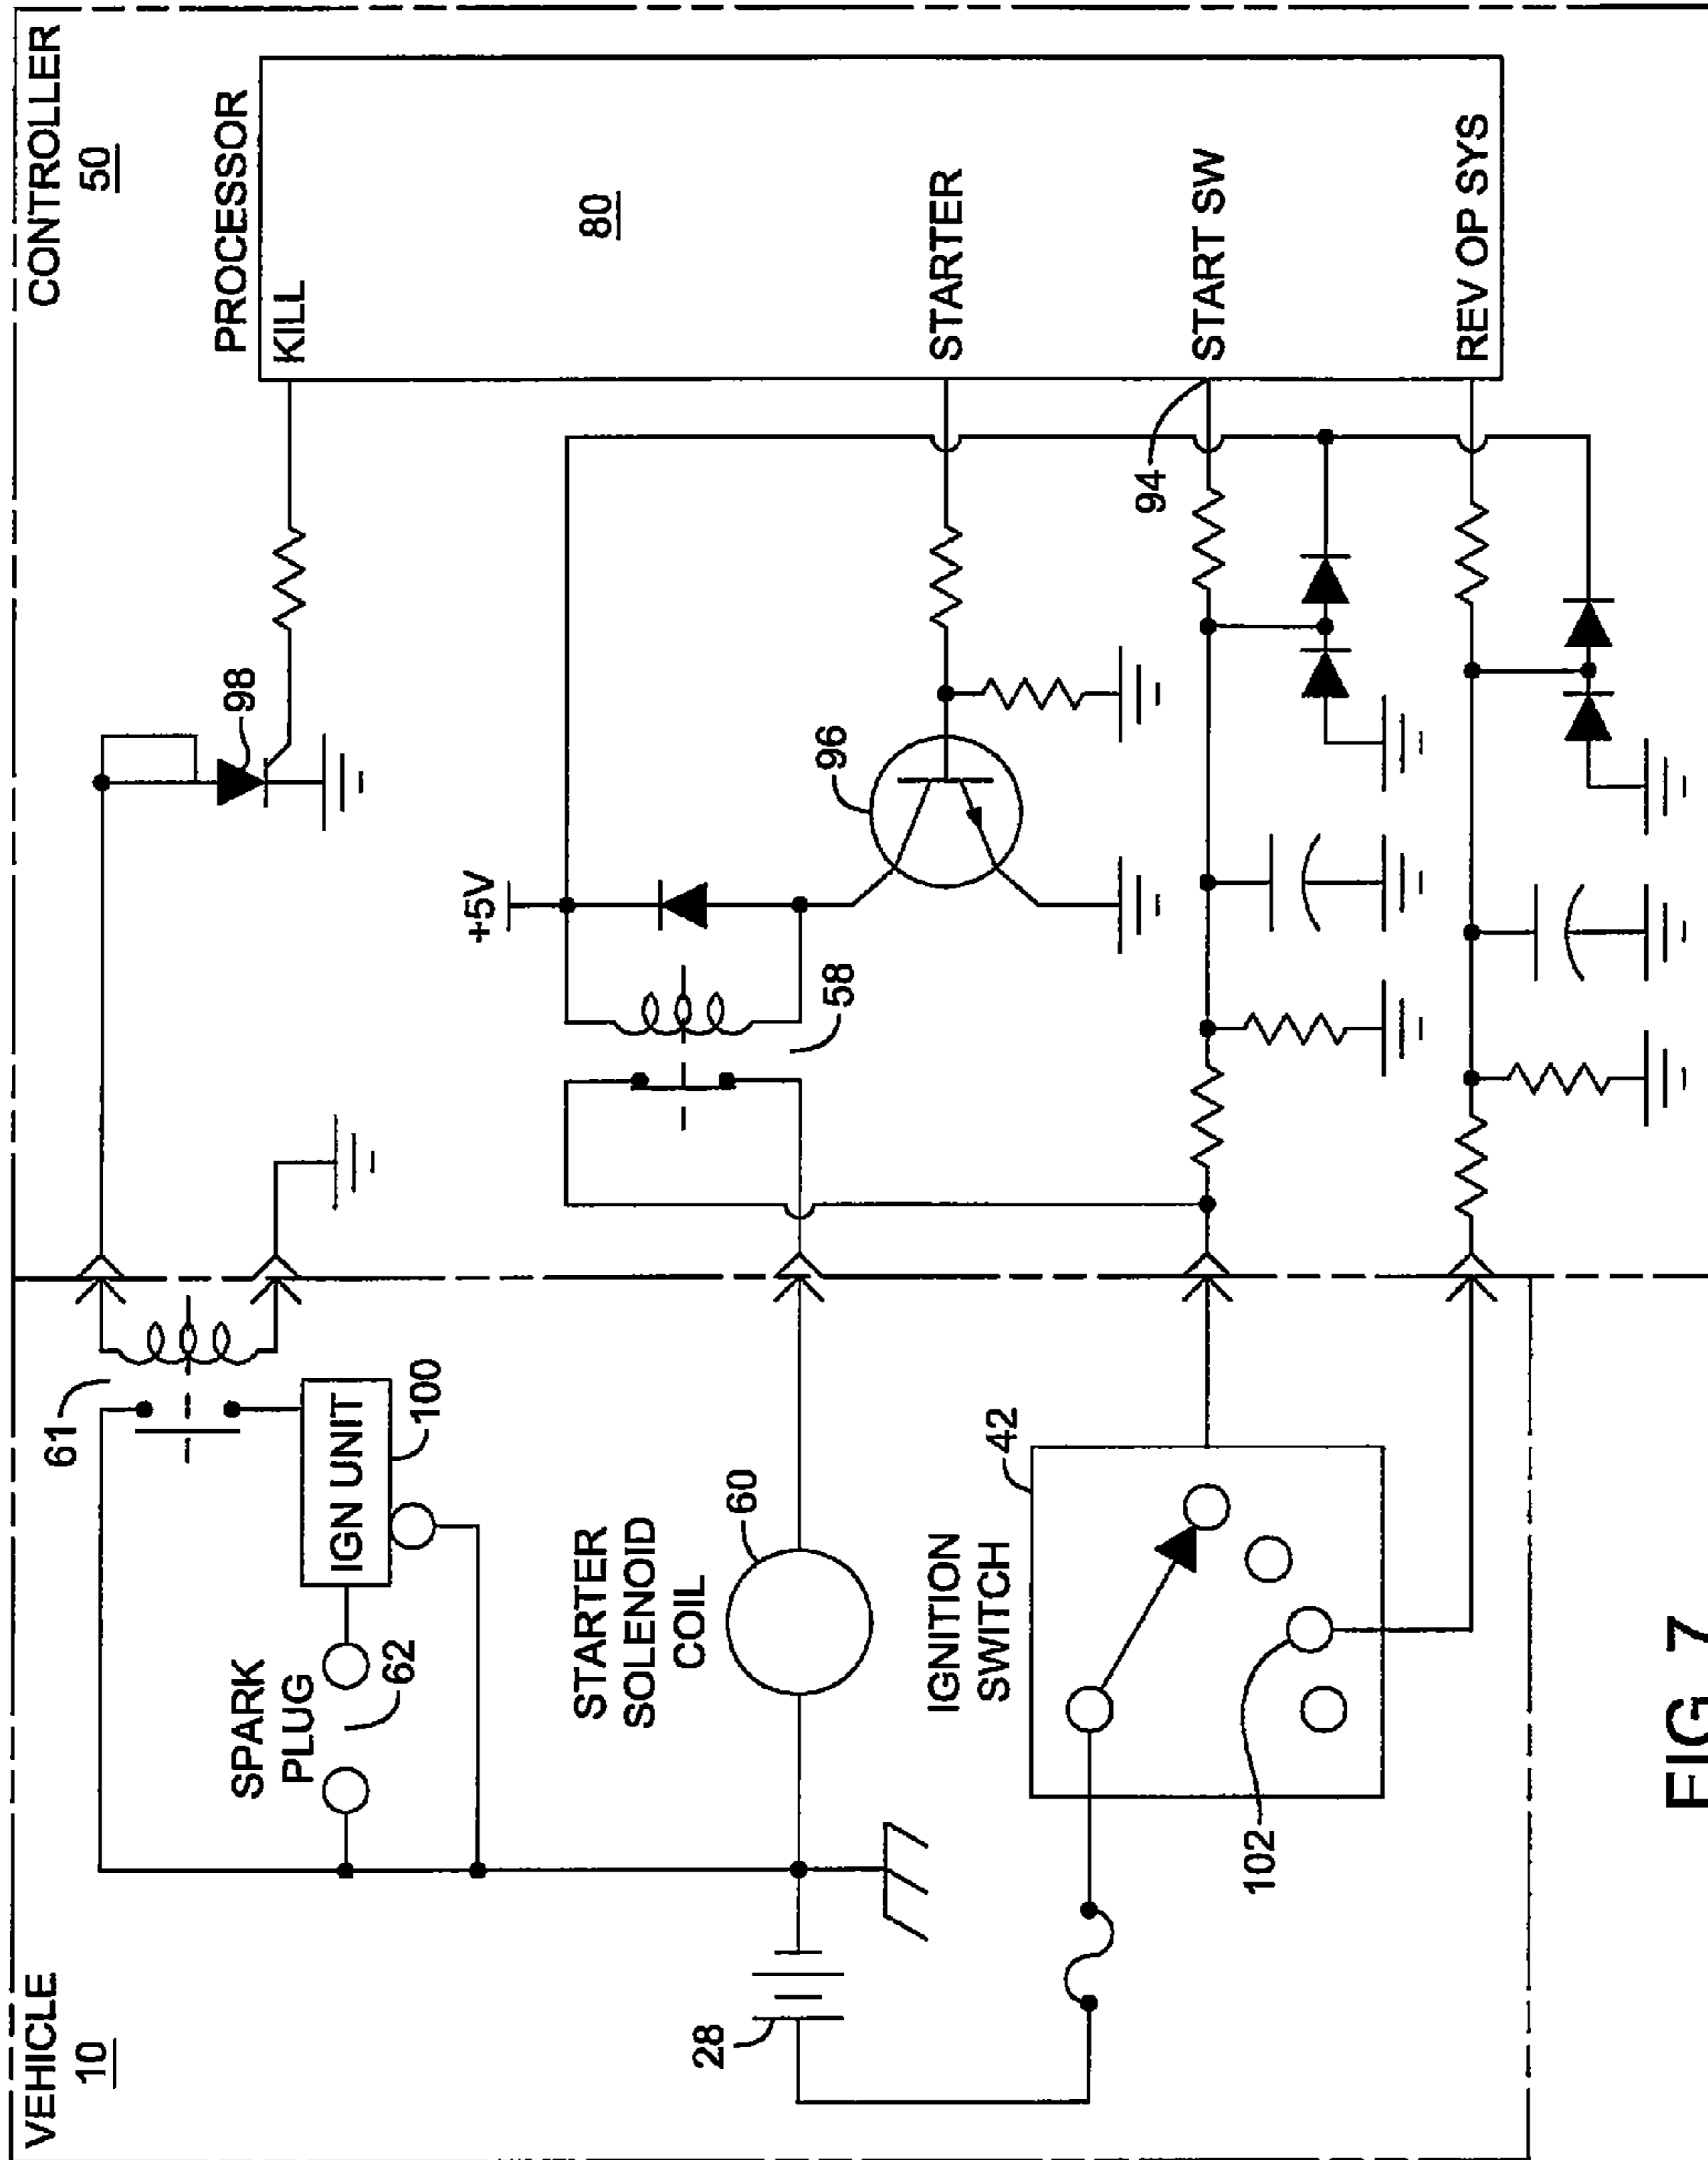 VEHICLE
10
CONTROLLER
50
61
SPARK
PLUG
62
IGN UNIT
100
98
PROCESSOR
KILL
80
STARTER
START SW
REV OP SYS
STARTER
SOLENOID
COIL
60
28
+5V
58
96
94
IGNITION
SWITCH
42
102
FIG 7